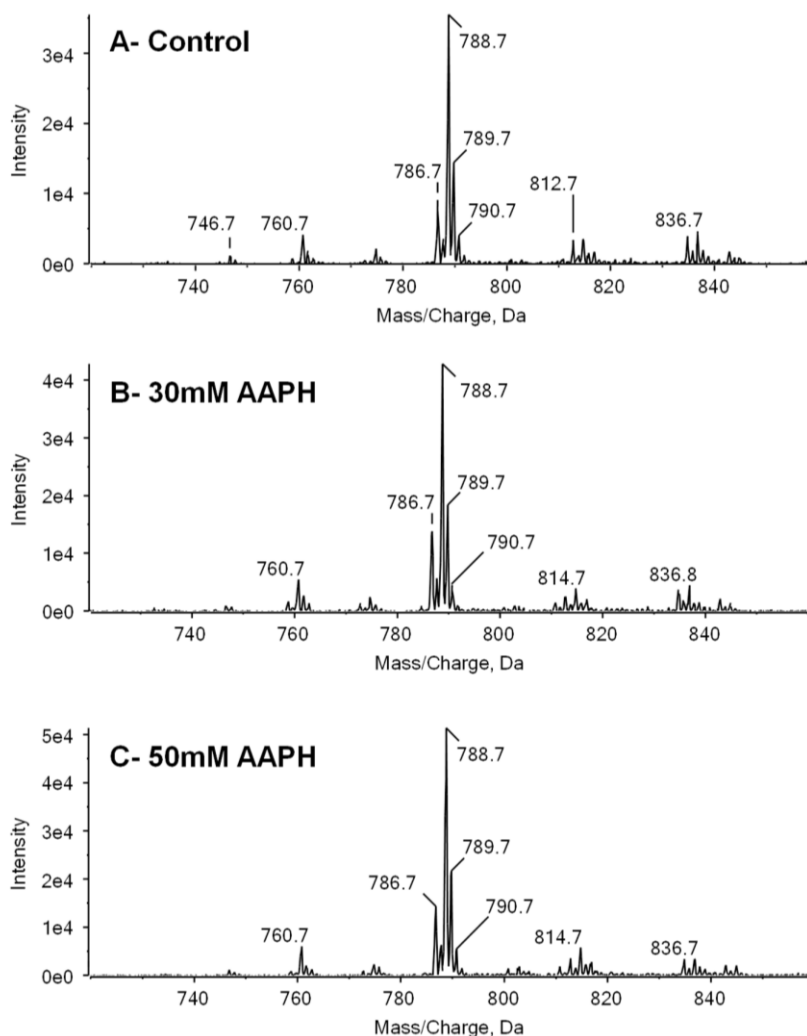 A- Control
Intensity
3e4
2e4
1e4
0e0
746.7
760.7
786.7
788.7
789.7
790.7
812.7
836.7
740
760
780
800
820
840
Mass/Charge, Da
B- 30mM AAPH
Intensity
4e4
3e4
2e4
1e4
0e0
760.7
786.7
788.7
789.7
790.7
814.7
836.8
740
760
780
800
820
840
Mass/Charge, Da
C- 50mM AAPH
Intensity
5e4
4e4
3e4
2e4
1e4
0e0
760.7
786.7
788.7
789.7
790.7
814.7
836.7
740
760
780
800
820
840
Mass/Charge, Da